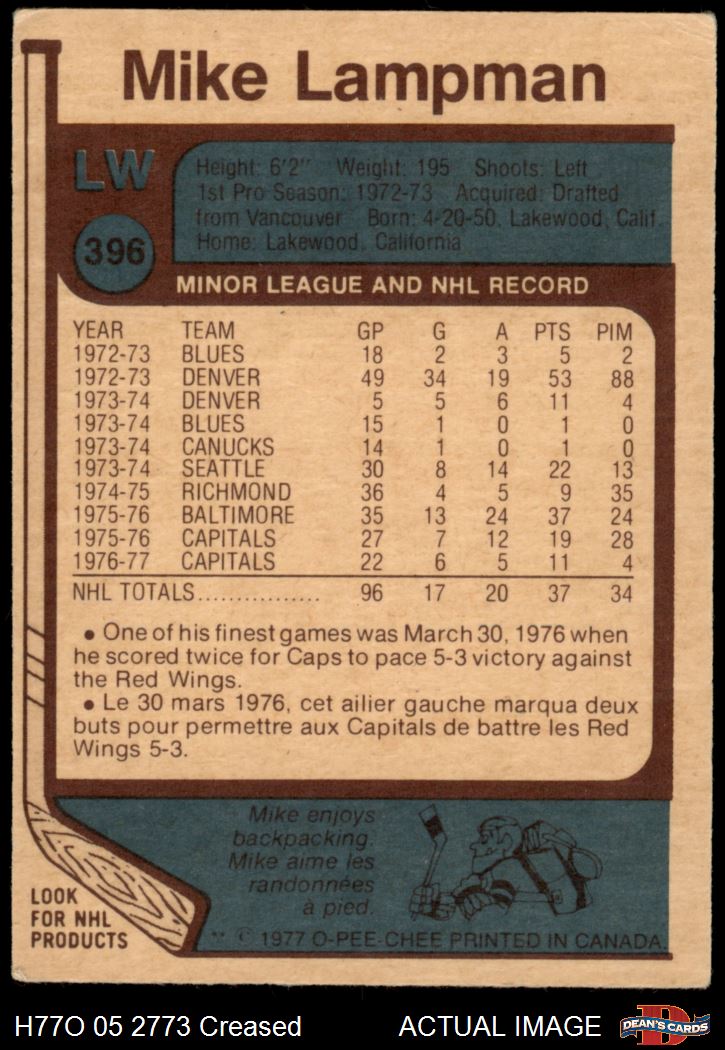 Mike Lampman
LW
396
Height: 6'2" Weight: 195 Shoots: Left
1st Pro Season: 1972-73 Acquired: Drafted
from Vancouver Born: 4-20-50, Lakewood, Calif.
Home: Lakewood, California
MINOR LEAGUE AND NHL RECORD
YEAR TEAM GP G A PTS PIM
1972-73 BLUES 18 2 3 5 2
1972-73 DENVER 49 34 19 53 88
1973-74 DENVER 5 5 6 11 4
1973-74 BLUES 15 1 0 1 0
1973-74 CANUCKS 14 1 0 1 0
1973-74 SEATTLE 30 8 14 22 13
1974-75 RICHMOND 36 4 5 9 35
1975-76 BALTIMORE 35 13 24 37 24
1975-76 CAPITALS 27 7 12 19 28
1976-77 CAPITALS 22 6 5 11 4
NHL TOTALS................ 96 17 20 37 34
● One of his finest games was March 30, 1976 when
he scored twice for Caps to pace 5-3 victory against
the Red Wings.
● Le 30 mars 1976, cet ailier gauche marqua deux
buts pour permettre aux Capitals de battre les Red
Wings 5-3.
Mike enjoys
backpacking.
Mike aime les
randonnées
à pied.
LOOK
FOR NHL
PRODUCTS
** © 1977 O-PEE-CHEE PRINTED IN CANADA.
H77O 05 2773 Creased ACTUAL IMAGE
D
DEAN'S CARDS